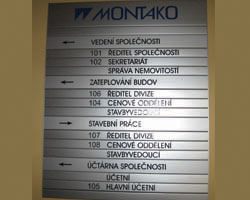 MONTAKO
← VEDENÍ SPOLEČNOSTI
101 ŘEDITEL SPOLEČNOSTI
102 SEKRETARIÁT
SPRÁVA NEMOVITOSTÍ
← ZATEPLOVÁNÍ BUDOV
106 ŘEDITEL DIVIZE
104 CENOVÉ ODDĚLENÍ
STAVBYVEDOUCÍ
→ STAVEBNÍ PRÁCE
107 ŘEDITEL DIVIZE
108 CENOVÉ ODDĚLENÍ
STAVBYVEDOUCÍ
← ÚČTÁRNA SPOLEČNOSTI
ÚČETNÍ
105 HLAVNÍ ÚČETNÍ